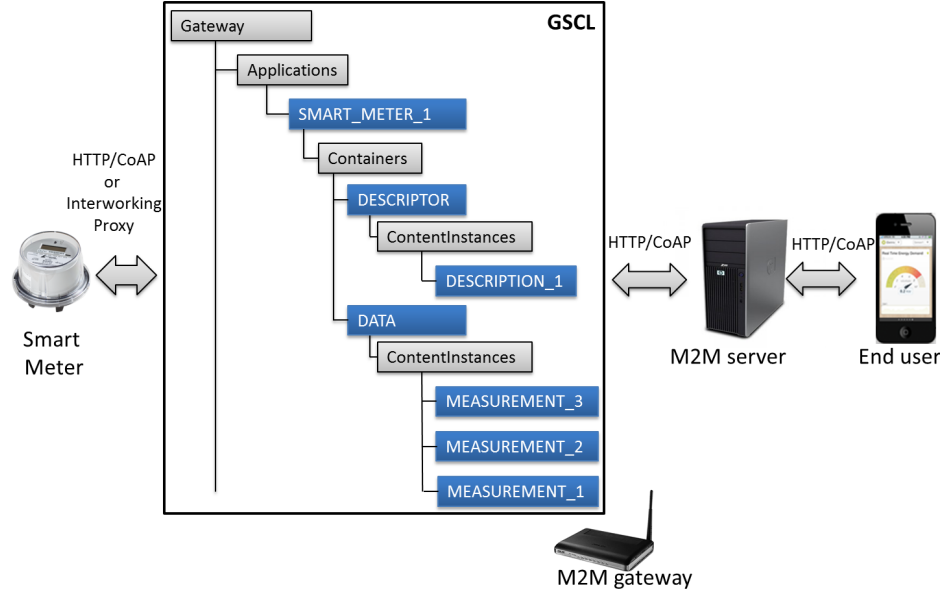 GSCL
Gateway
Applications
SMART_METER_1
Containers
DESCRIPTOR
ContentInstances
DESCRIPTION_1
DATA
ContentInstances
MEASUREMENT_3
MEASUREMENT_2
MEASUREMENT_1
HTTP/CoAP
or
Interworking
Proxy
Smart
Meter
HTTP/CoAP
M2M server
HTTP/CoAP
End user
M2M gateway